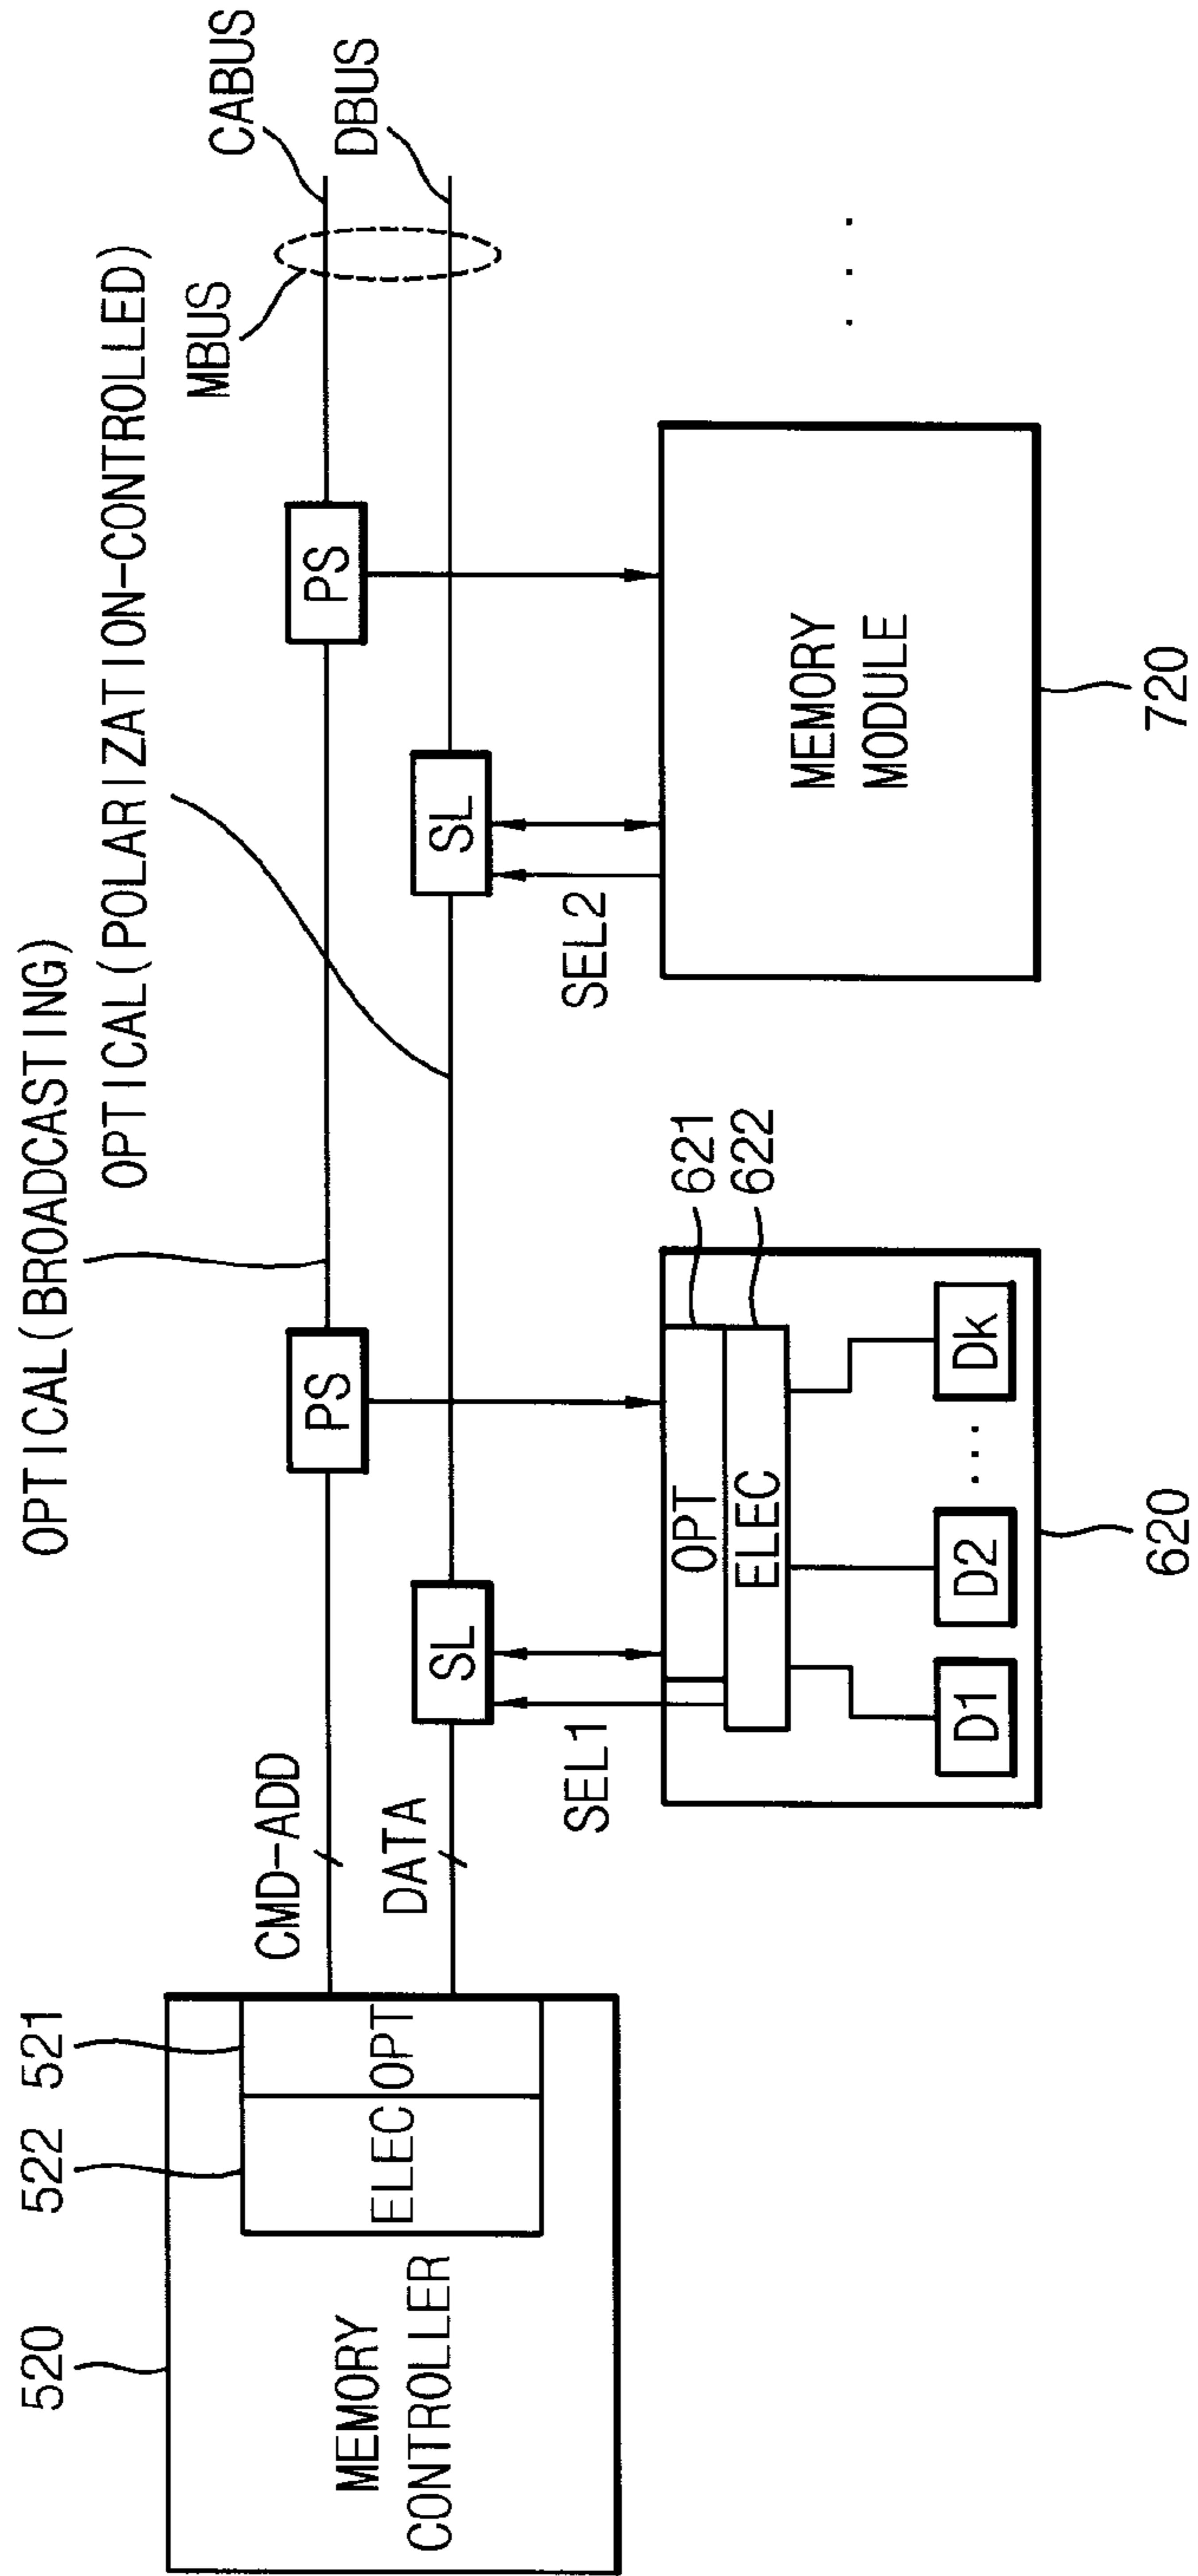 OPTICAL(BROADCASTING)
OPTICAL(POLARIZATION-CONTROLLED)
MBUS
CABUS
DBUS
520
522
521
MEMORY
CONTROLLER
ELEC
OPT
CMD-ADD
DATA
PS
PS
SL
SL
SEL1
SEL2
OPT
ELEC
621
622
D1
D2
...
Dk
620
MEMORY
MODULE
720
. . .